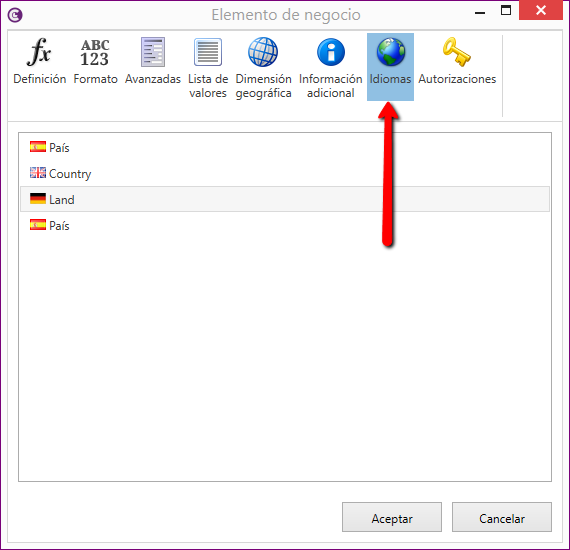 Elemento de negocio
fx ABC
123
Definición Formato Avanzadas Lista de
valores Dimensión
geográfica Información
adicional Idiomas Autorizaciones
País
Country
Land
País
Aceptar Cancelar